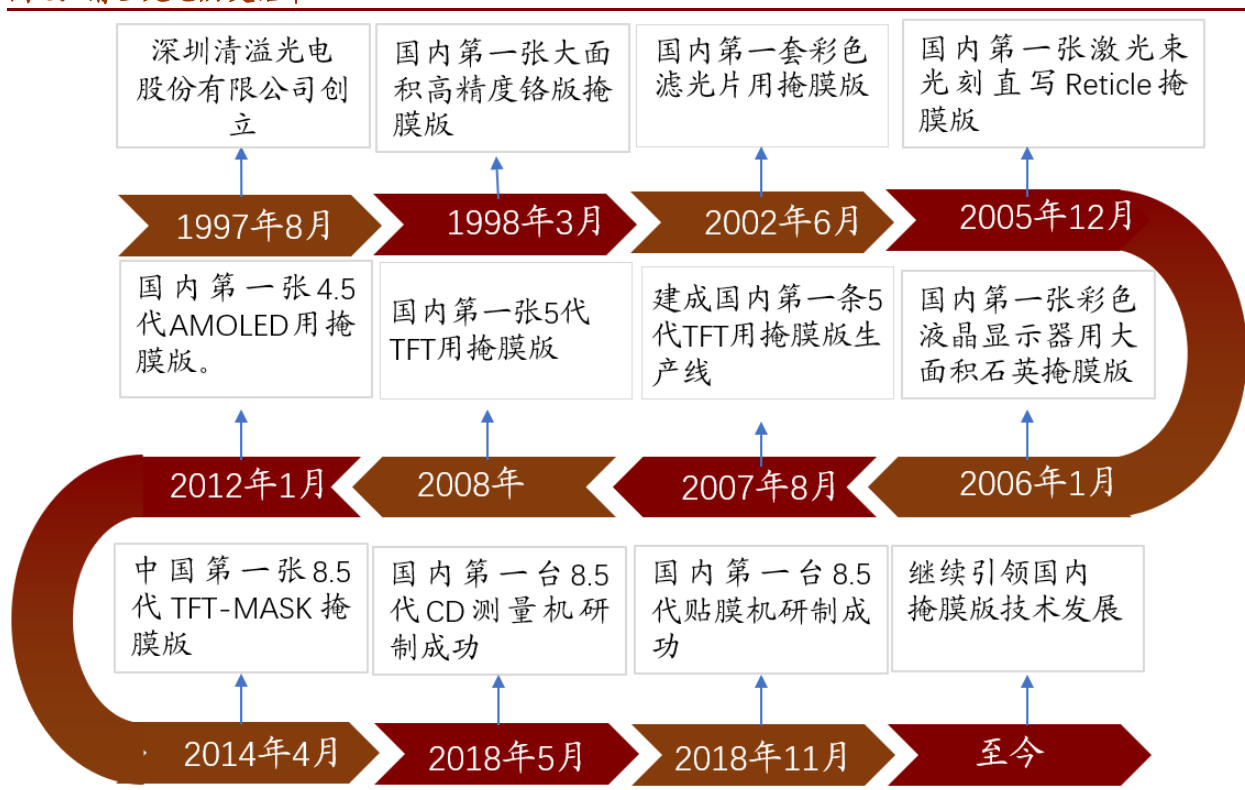 深圳清溢光电
股份有限公司创
立
国内第一张大面
积高精度铬版掩
膜版
国内第一套彩色
滤光片用掩膜版
国内第一张激光束
光刻直写Reticle掩
膜版
1997年8月
1998年3月
2002年6月
2005年12月
国内第一张4.5
代AMOLED用掩
膜版。
国内第一张5代
TFT用掩膜版
建成国内第一条5
代TFT用掩膜版生
产线
国内第一张彩色
液晶显示器用大
面积石英掩膜版
2012年1月
2008年
2007年8月
2006年1月
中国第一张8.5
代TFT-MASK掩
膜版
国内第一台8.5
代CD测量机研
制成功
国内第一台8.5
代贴膜机研制成
功
继续引领国内
掩膜版技术发展
2014年4月
2018年5月
2018年11月
至今